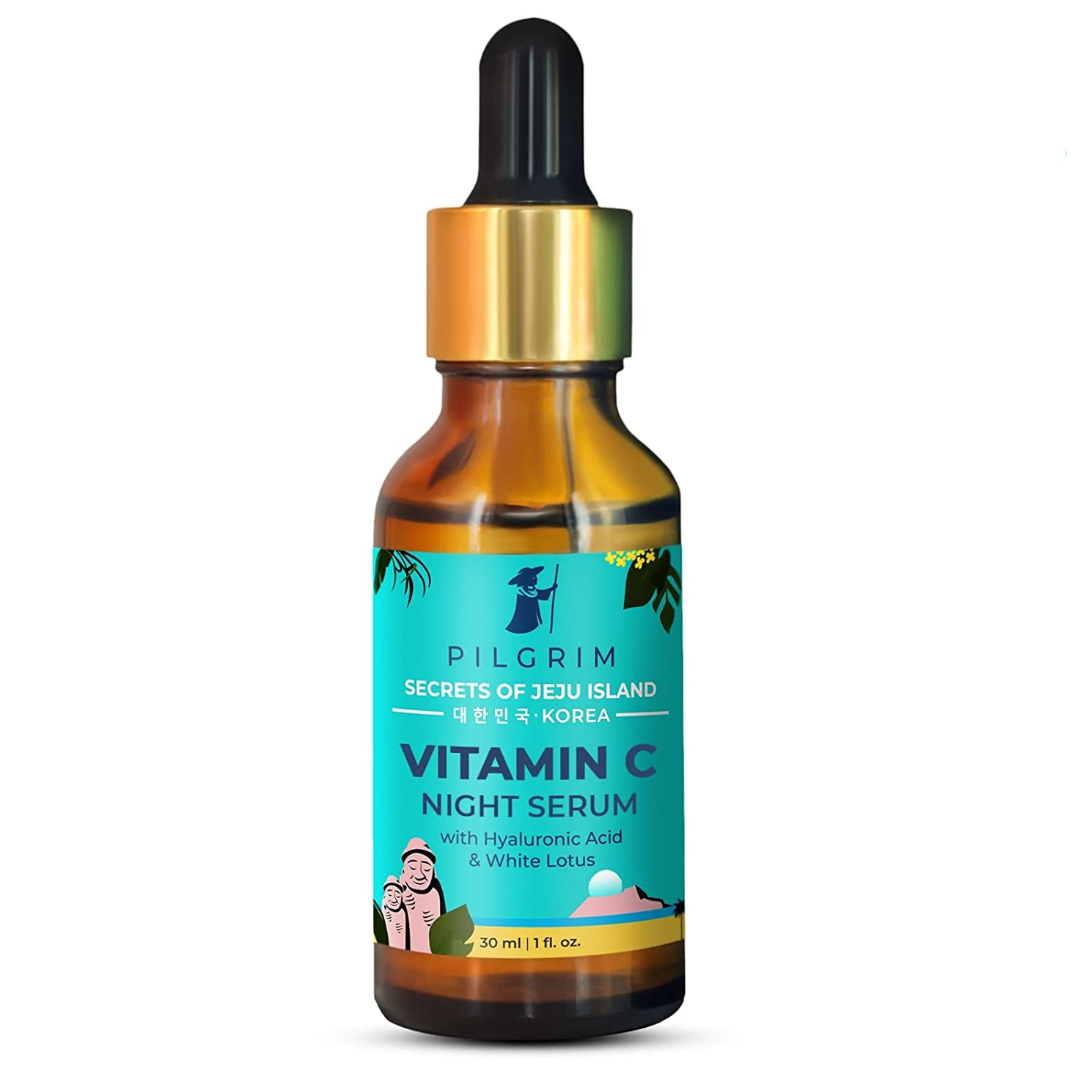 PILGRIM
SECRETS OF JEJU ISLAND
대한민국·KOREA
VITAMIN C
NIGHT SERUM
with Hyaluronic Acid
& White Lotus
30 ml | 1 fl. oz.